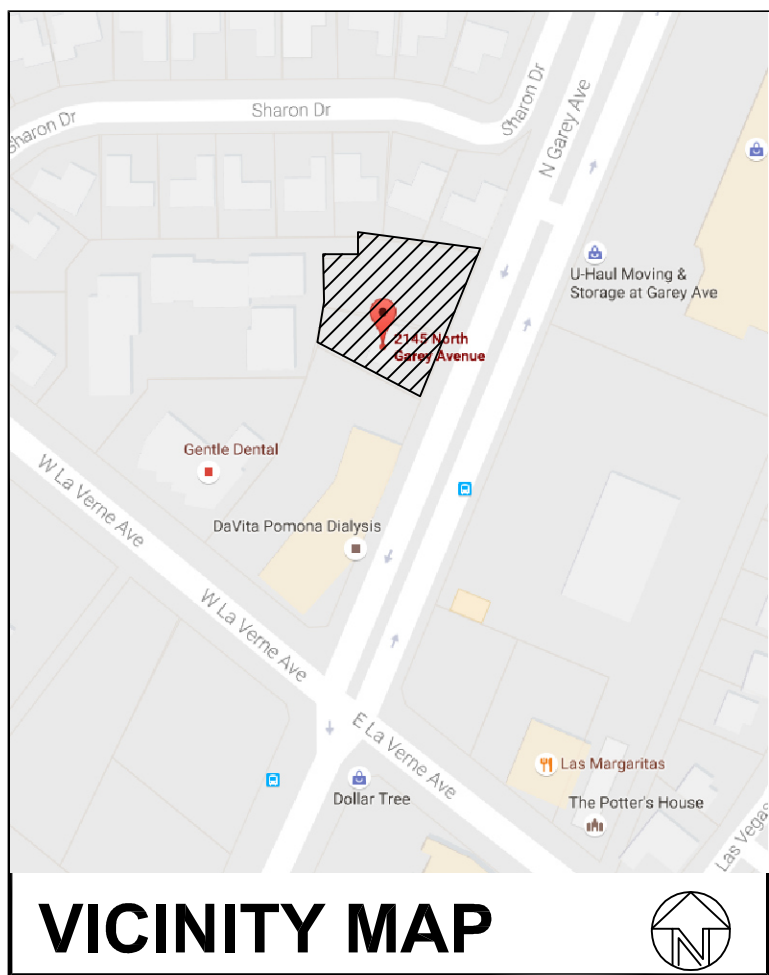 Sharon Dr
Sharon Dr
Sharon Dr
N Garey Ave
U-Haul Moving &
Storage at Garey Ave
2145 North
Garey Avenue
Gentle Dental
W La Verne Ave
DaVita Pomona Dialysis
W La Verne Ave
E La Verne Ave
Las Margaritas
Dollar Tree
The Potter's House
Las Vegas
VICINITY MAP
N